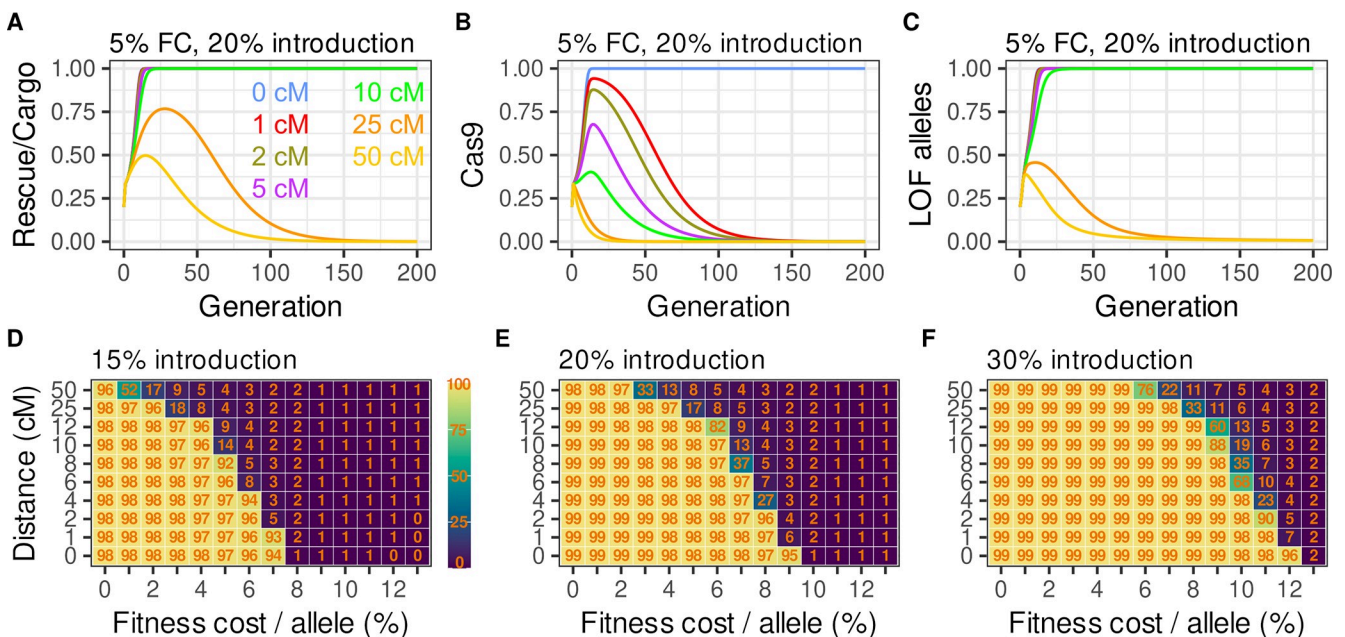 A
5% FC, 20% introduction
Rescue/Cargo
1.00
0.75
0.50
0.25
0.00
0 cM
10 cM
1 cM
25 cM
2 cM
50 cM
5 cM
0 50 100 150 200
Generation
B
5% FC, 20% introduction
Cas9
1.00
0.75
0.50
0.25
0.00
0 50 100 150 200
Generation
C
5% FC, 20% introduction
LOF alleles
1.00
0.75
0.50
0.25
0.00
0 50 100 150 200
Generation
D
15% introduction
Distance (cM)
50 96 52 17 9 5 4 3 2 2 1 1 1 1 1
25 98 97 96 18 8 4 3 2 2 1 1 1 1 1
12 98 98 98 97 96 9 4 2 2 1 1 1 1 1
10 98 98 98 97 96 14 4 2 2 1 1 1 1 1
8 98 98 98 97 97 92 5 3 2 1 1 1 1 1
6 98 98 98 98 97 96 8 3 2 1 1 1 1 1
4 98 98 98 98 97 97 94 3 2 1 1 1 1 1
2 98 98 98 98 97 97 96 5 2 1 1 1 1 0
1 98 98 98 98 98 97 96 93 2 1 1 1 1 0
0 98 98 98 98 98 97 96 94 1 1 1 1 0 0
0 2 4 6 8 10 12
Fitness cost / allele (%)
100
75
50
25
0
E
20% introduction
50 98 98 97 33 13 8 5 4 3 2 2 1 1 1
25 99 98 98 98 97 17 8 5 3 2 2 1 1 1
12 99 99 98 98 98 98 82 9 4 3 2 1 1 1
10 99 99 98 98 98 98 97 13 4 3 2 1 1 1
8 99 99 98 98 98 98 97 37 5 3 2 1 1 1
6 99 99 99 98 98 98 98 97 7 3 2 1 1 1
4 99 99 99 98 98 98 98 97 27 3 2 1 1 1
2 99 99 99 99 98 98 98 97 96 4 2 1 1 1
1 99 99 99 99 98 98 98 98 97 6 2 1 1 1
0 99 99 99 99 98 98 98 98 97 95 1 1 1 1
0 2 4 6 8 10 12
Fitness cost / allele (%)
F
30% introduction
50 99 99 99 99 99 99 76 22 11 7 5 4 3 2
25 99 99 99 99 99 99 99 98 33 11 6 4 3 2
12 99 99 99 99 99 99 99 99 99 60 13 5 3 2
10 99 99 99 99 99 99 99 99 99 88 19 6 3 2
8 99 99 99 99 99 99 99 99 99 98 35 7 3 2
6 99 99 99 99 99 99 99 99 99 98 66 10 4 2
4 99 99 99 99 99 99 99 99 99 99 98 23 4 2
2 99 99 99 99 99 99 99 99 99 99 98 90 5 2
1 99 99 99 99 99 99 99 99 99 99 98 98 7 2
0 99 99 99 99 99 99 99 99 99 99 98 98 96 2
0 2 4 6 8 10 12
Fitness cost / allele (%)